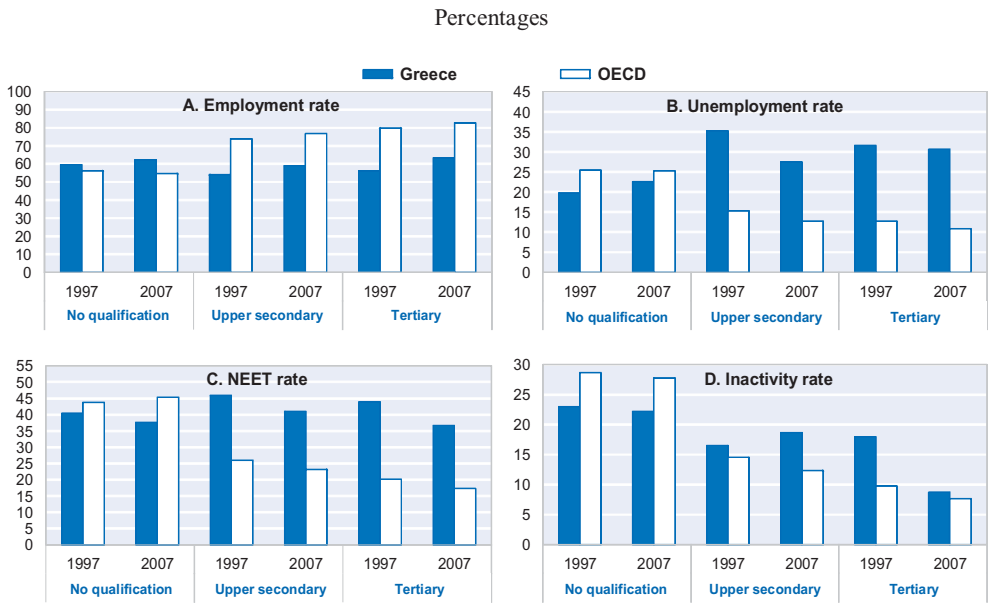 Percentages
Greece OECD
A. Employment rate
100
90
80
70
60
50
40
30
20
10
0
1997 2007 1997 2007 1997 2007
No qualification Upper secondary Tertiary
B. Unemployment rate
45
40
35
30
25
20
15
10
5
0
1997 2007 1997 2007 1997 2007
No qualification Upper secondary Tertiary
C. NEET rate
55
50
45
40
35
30
25
20
15
10
5
0
1997 2007 1997 2007 1997 2007
No qualification Upper secondary Tertiary
D. Inactivity rate
30
25
20
15
10
5
0
1997 2007 1997 2007 1997 2007
No qualification Upper secondary Tertiary